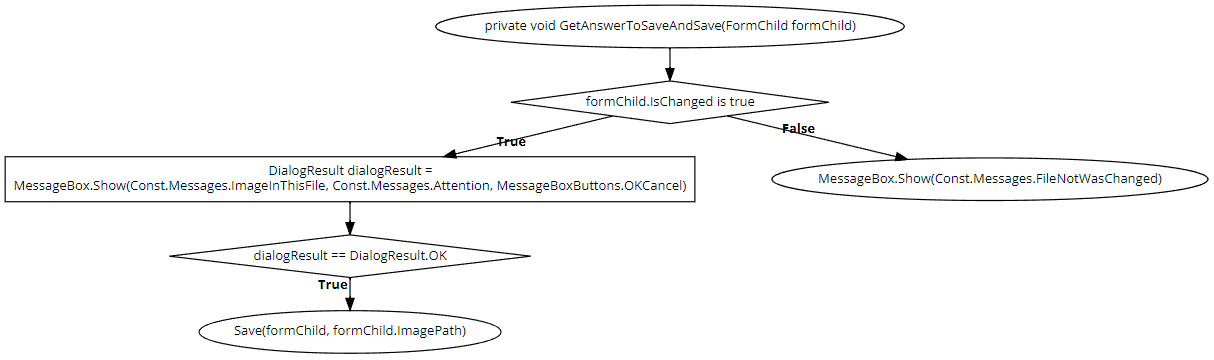 private void GetAnswerToSaveAndSave(FormChild formChild)
formChild.IsChanged is true
True
False
DialogResult dialogResult =
MessageBox.Show(Const.Messages.ImageInThisFile, Const.Messages.Attention, MessageBoxButtons.OKCancel)
MessageBox.Show(Const.Messages.FileNotWasChanged)
dialogResult == DialogResult.OK
True
Save(formChild, formChild.ImagePath)